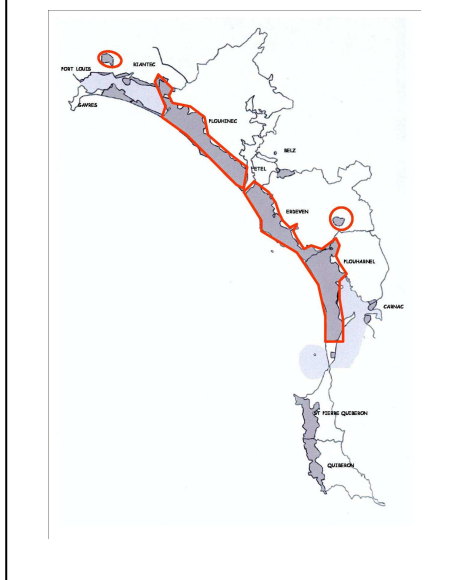 PORT LOUIS
RIANTEC
GAVRES
PLOUHINEC
BELZ
ETEL
ERDEVEN
PLOUHARNEL
CARNAC
ST PIERRE QUIBERON
QUIBERON